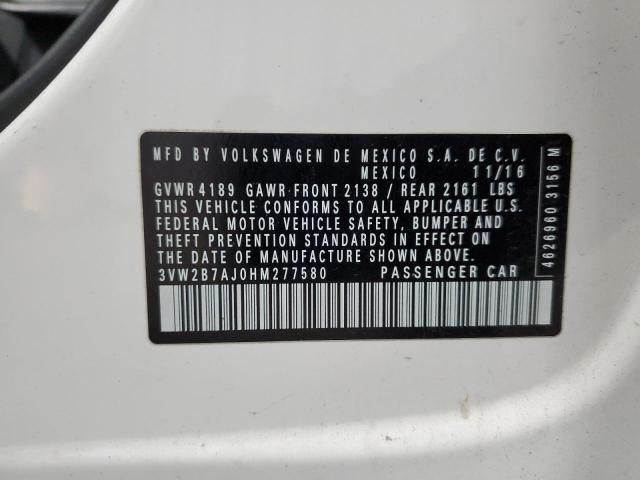 MFD BY VOLKSWAGEN DE MEXICO S.A. DE C.V.
MEXICO 11/16
GVWR 4189 GAWR FRONT 2138 / REAR 2161 LBS
THIS VEHICLE CONFORMS TO ALL APPLICABLE U.S.
FEDERAL MOTOR VEHICLE SAFETY, BUMPER AND
THEFT PREVENTION STANDARDS IN EFFECT ON
THE DATE OF MANUFACTURE SHOWN ABOVE.
3VW2B7AJ0HM277580 PASSENGER CAR
4626960 3156 M